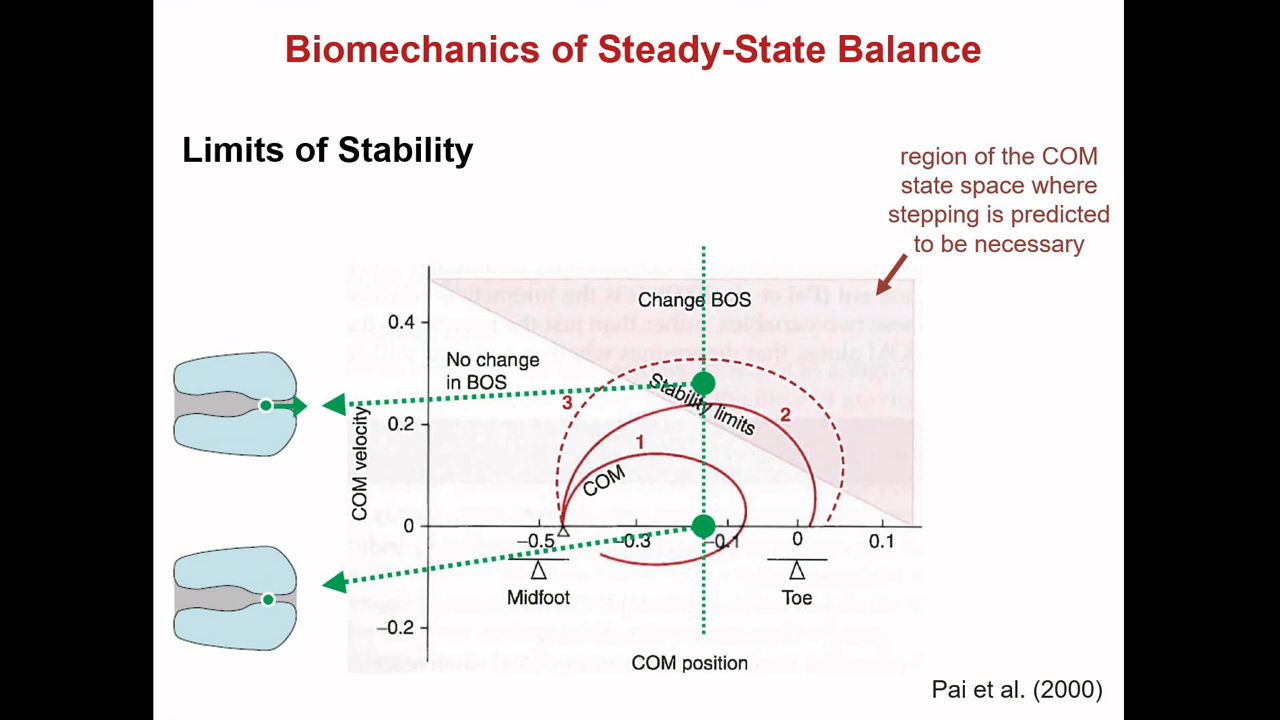 Biomechanics of Steady-State Balance
Limits of Stability
region of the COM
state space where
stepping is predicted
to be necessary
Change BOS
0.4
No change
in BOS
Stability limits
3
2
0.2
1
COM
COM velocity
0
−0.5
−0.3
−0.1
0
0.1
Midfoot
Toe
−0.2
COM position
Pai et al. (2000)